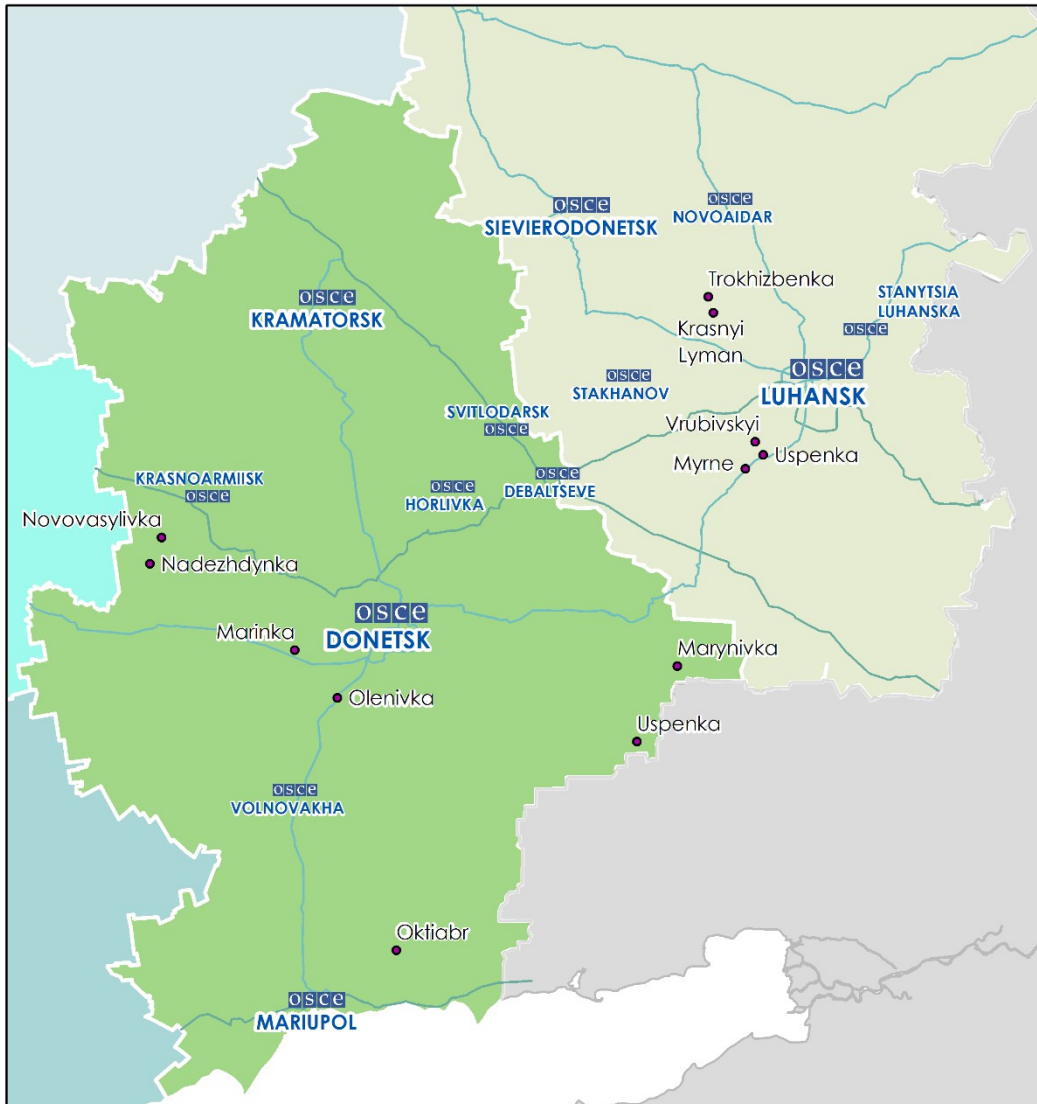 osce
SIEVIERODONETSK
osce
NOVOAIDAR
Trokhizbenka
Krasnyi
Lyman
STANYTSIA
LUHANSKA
osce
osce
KRAMATORSK
osce
LUHANSK
osce
STAKHANOV
SVITLODARSK
osce
Vrubivskyi
Uspenka
Myrne
osce
DEBALTSEVE
osce
HORLIVKA
KRASNOARMIISK
osce
Novovasylivka
Nadezhdynka
osce
DONETSK
Marinka
Marynivka
Olenivka
Uspenka
osce
VOLNOVAKHA
Oktiabr
osce
MARIUPOL